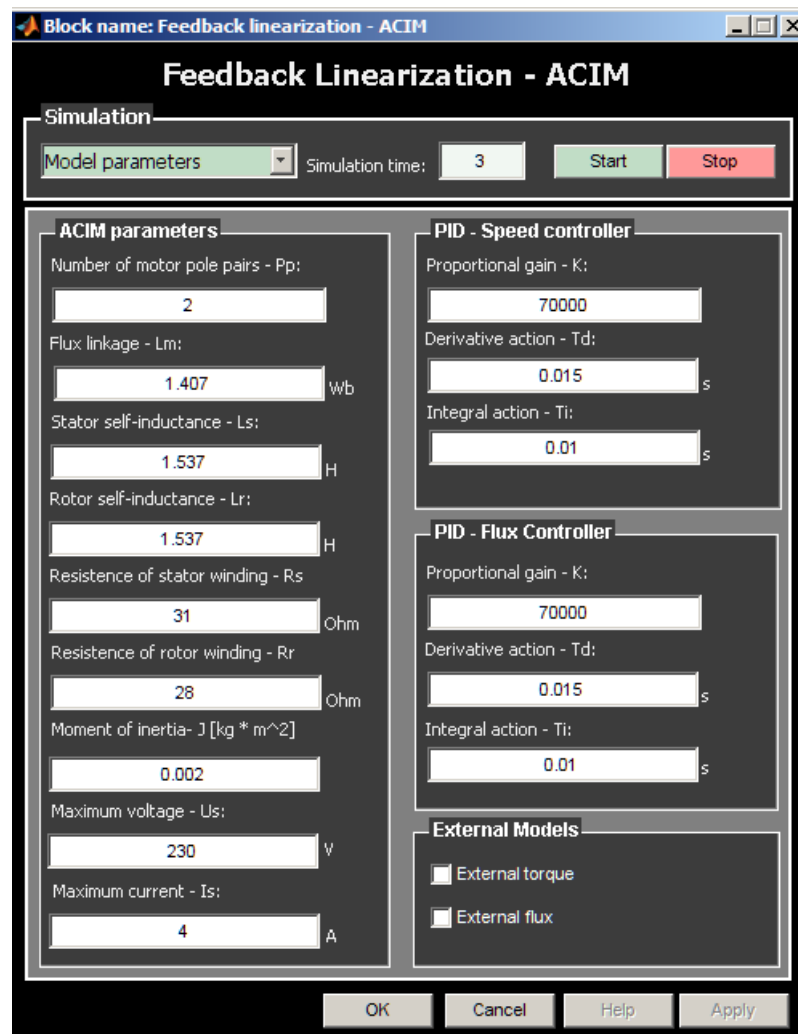 Block name: Feedback linearization - ACIM
Feedback Linearization - ACIM
Simulation
Model parameters
Simulation time:
3
Start
Stop
ACIM parameters
Number of motor pole pairs - Pp:
2
Flux linkage - Lm:
1.407
Wb
Stator self-inductance - Ls:
1.537
H
Rotor self-inductance - Lr:
1.537
H
Resistence of stator winding - Rs
31
Ohm
Resistence of rotor winding - Rr
28
Ohm
Moment of inertia- J [kg * m^2]
0.002
Maximum voltage - Us:
230
V
Maximum current - Is:
4
A
PID - Speed controller
Proportional gain - K:
70000
Derivative action - Td:
0.015
s
Integral action - Ti:
0.01
s
PID - Flux Controller
Proportional gain - K:
70000
Derivative action - Td:
0.015
s
Integral action - Ti:
0.01
s
External Models
External torque
External flux
OK
Cancel
Help
Apply